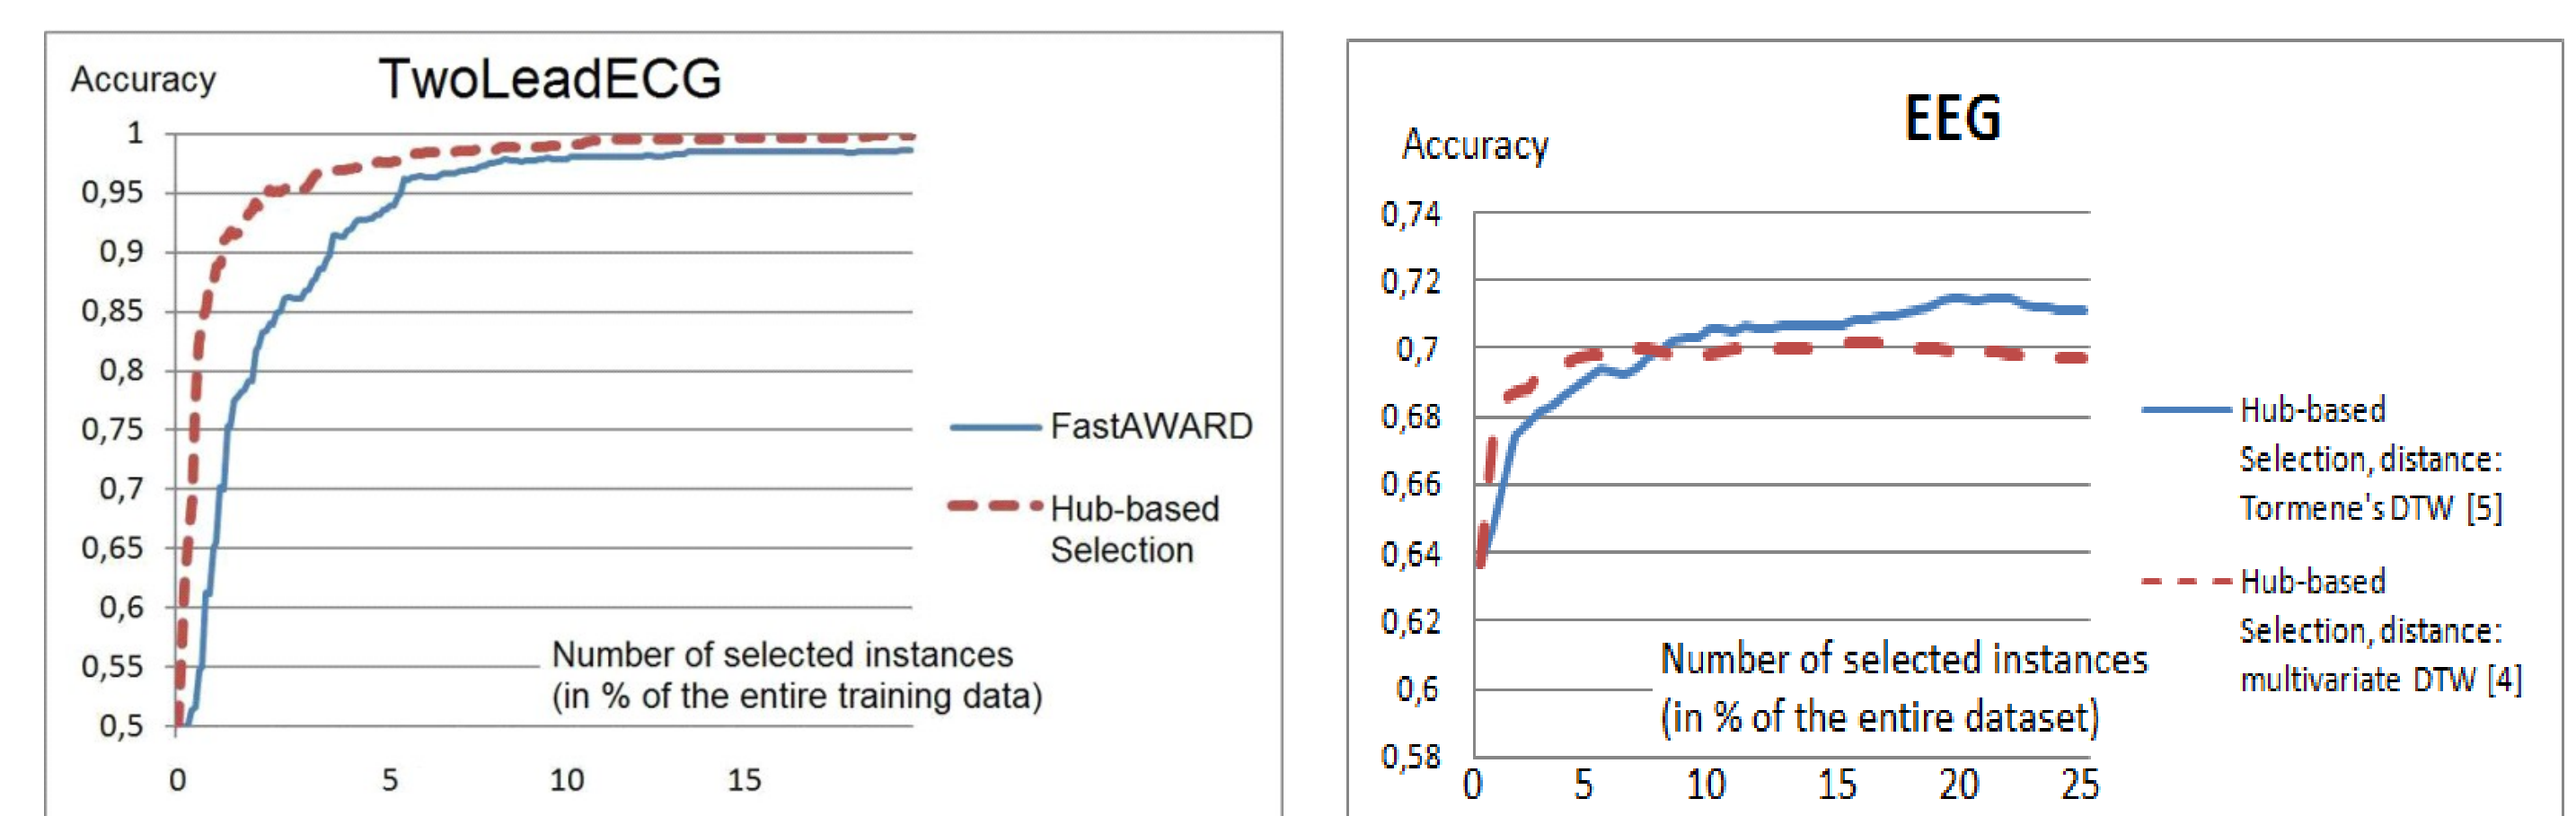 TwoLeadECG
Accuracy
1
0,95
0,9
0,85
0,8
0,75
0,7
0,65
0,6
0,55
0,5
0 5 10 15
Number of selected instances
(in % of the entire training data)
FastAWARD
Hub-based
Selection
EEG
Accuracy
0,74
0,72
0,7
0,68
0,66
0,64
0,62
0,6
0,58
0 5 10 15 20 25
Number of selected instances
(in % of the entire dataset)
Hub-based
Selection, distance:
Tormene's DTW [5]
Hub-based
Selection, distance:
multivariate DTW [4]